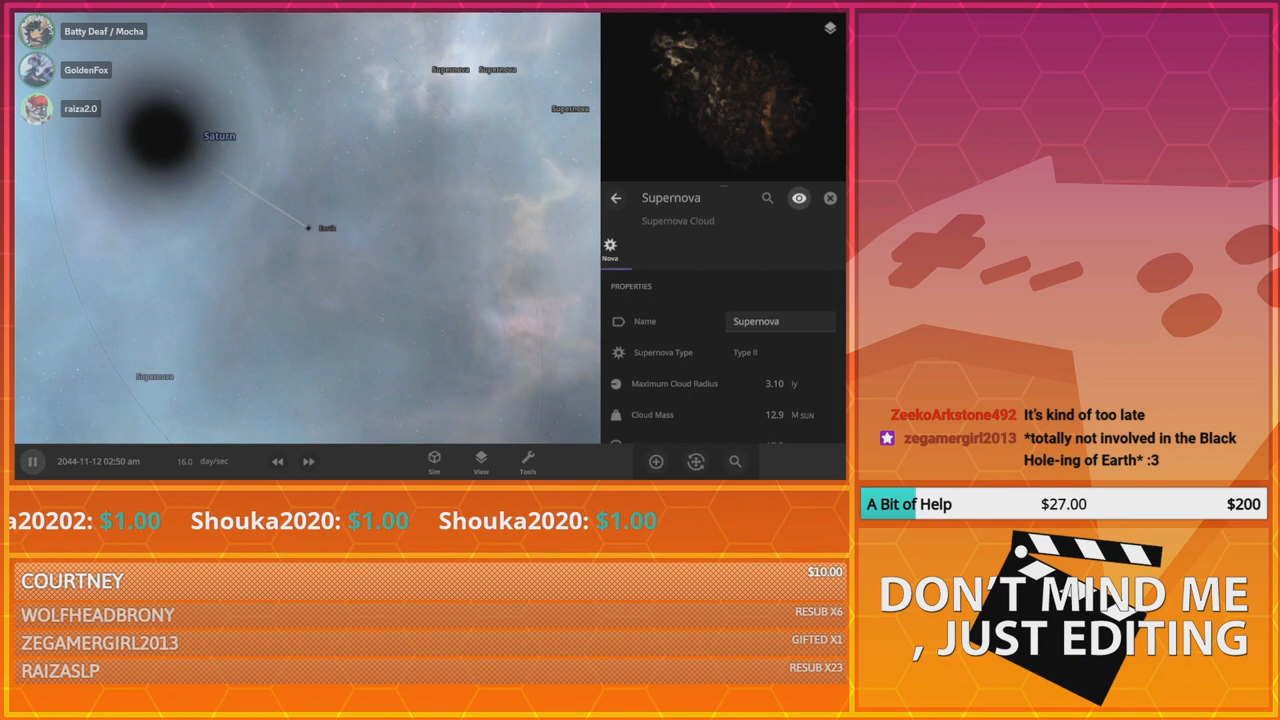 Batty Deaf / Mocha
GoldenFox
raiza2.0
Saturn
Earth
Supernova
Supernova
Supernova
Supernova
Supernova
Supernova Cloud
Nova
PROPERTIES
Name Supernova
Supernova Type Type II
Maximum Cloud Radius 3.10 ly
Cloud Mass 12.9 M SUN
2044-11-12 02:50 am 16.0 day/sec
Sim View Tools
a20202: $1.00 Shouka2020: $1.00 Shouka2020: $1.00
COURTNEY $10.00
WOLFHEADBRONY RESUB X6
ZEGAMERGIRL2013 GIFTED X1
RAIZASLP RESUB X23
ZeekoArkstone492 It's kind of too late
zegamergirl2013 *totally not involved in the Black
Hole-ing of Earth* :3
A Bit of Help $27.00 $200
DON'T MIND ME
, JUST EDITING